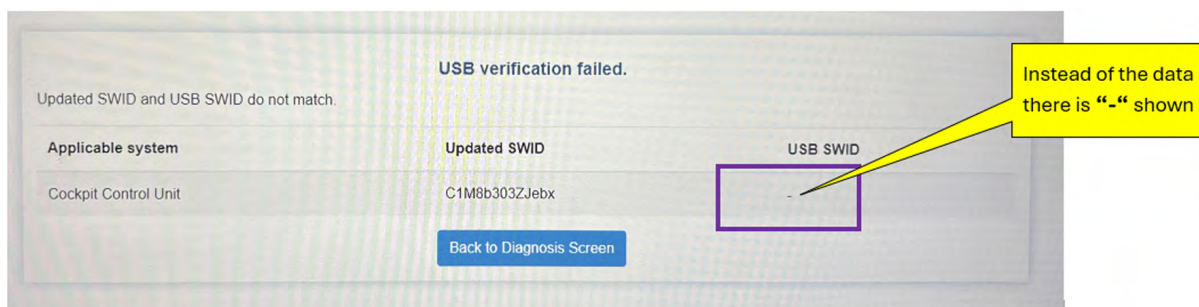 USB verification failed.
Updated SWID and USB SWID do not match.
Applicable system Updated SWID USB SWID
Cockpit Control Unit C1M8b303ZJebx -
Back to Diagnosis Screen
Instead of the data
there is “-“ shown